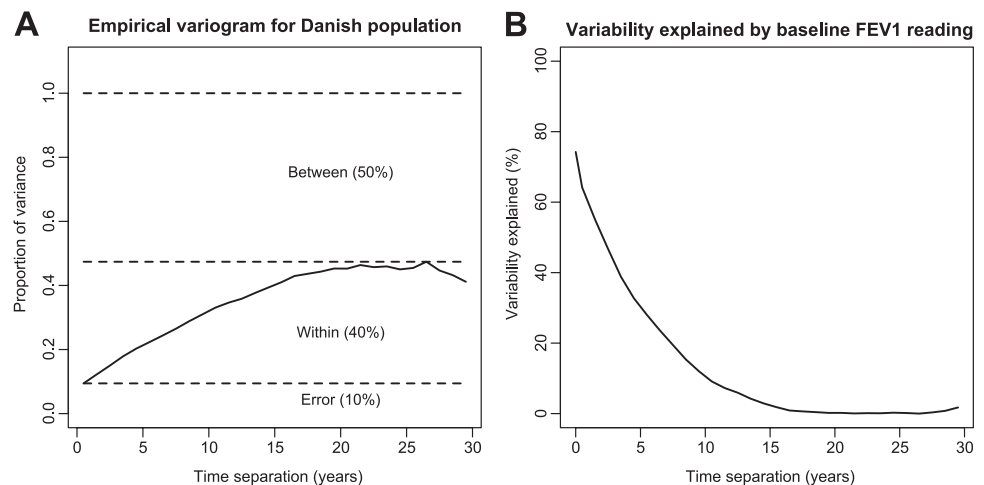 A
Empirical variogram for Danish population
Proportion of variance
1.0
0.8
0.6
0.4
0.2
0.0
Between (50%)
Within (40%)
Error (10%)
0 5 10 15 20 25 30
Time separation (years)
B
Variability explained by baseline FEV1 reading
Variability explained (%)
100
80
60
40
20
0
0 5 10 15 20 25 30
Time separation (years)